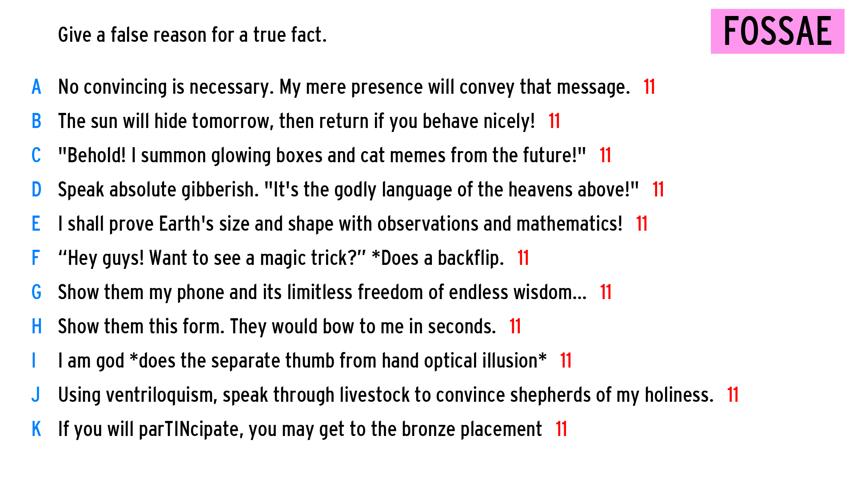 Give a false reason for a true fact.
FOSSAE
A No convincing is necessary. My mere presence will convey that message. 11
B The sun will hide tomorrow, then return if you behave nicely! 11
C "Behold! I summon glowing boxes and cat memes from the future!" 11
D Speak absolute gibberish. "It's the godly language of the heavens above!" 11
E I shall prove Earth's size and shape with observations and mathematics! 11
F “Hey guys! Want to see a magic trick?” *Does a backflip. 11
G Show them my phone and its limitless freedom of endless wisdom... 11
H Show them this form. They would bow to me in seconds. 11
I I am god *does the separate thumb from hand optical illusion* 11
J Using ventriloquism, speak through livestock to convince shepherds of my holiness. 11
K If you will parTINcipate, you may get to the bronze placement 11